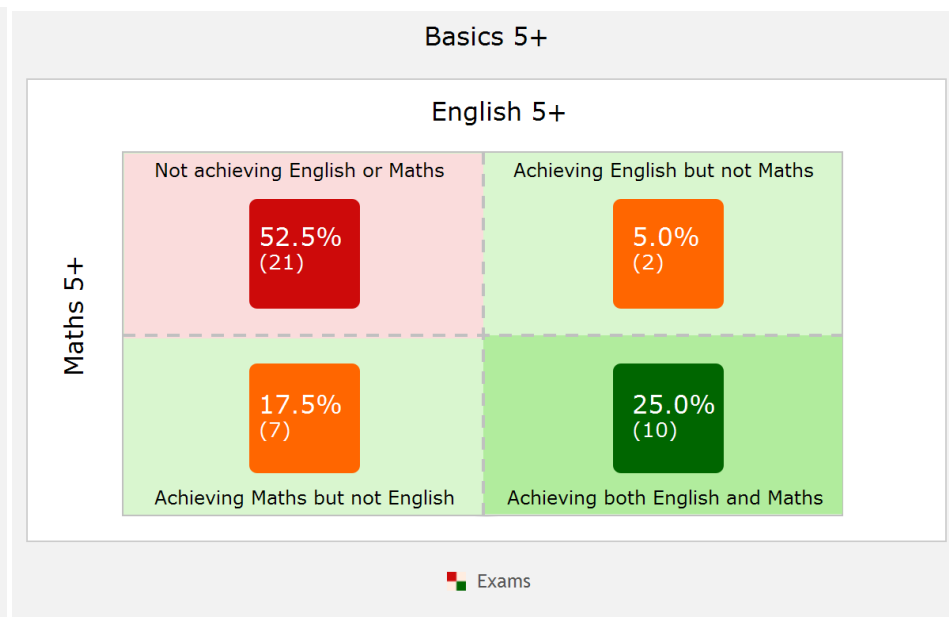 Basics 5+
English 5+
Maths 5+
Not achieving English or Maths
52.5%
(21)
Achieving English but not Maths
5.0%
(2)
17.5%
(7)
Achieving Maths but not English
25.0%
(10)
Achieving both English and Maths
Exams